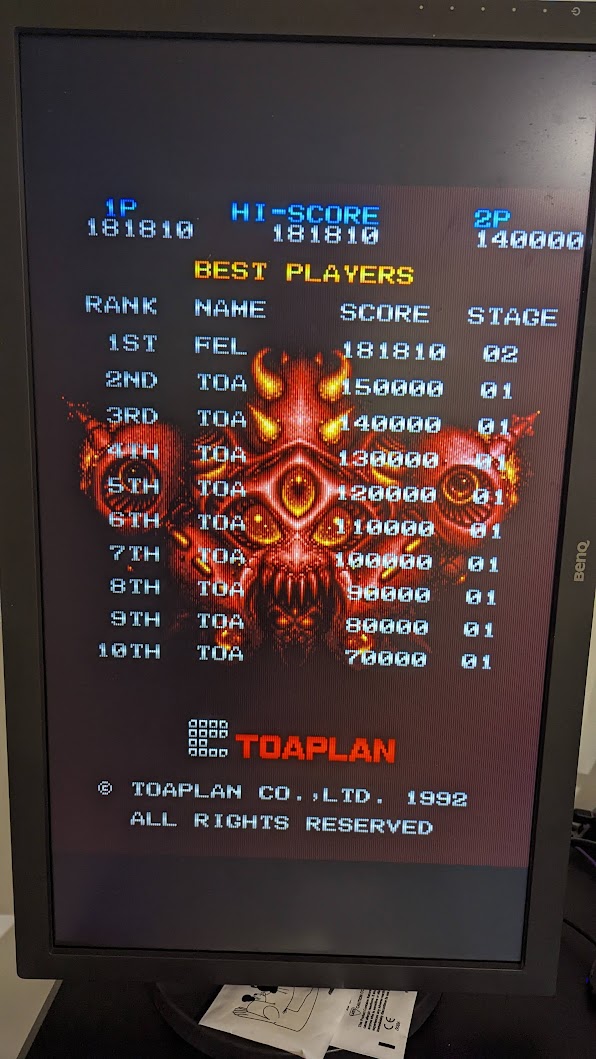 1P HI-SCORE 2P
181810 181810 140000
BEST PLAYERS
RANK NAME SCORE STAGE
1ST FEL 181810 02
2ND TOA 150000 01
3RD TOA 140000 01
4TH TOA 130000 01
5TH TOA 120000 01
6TH TOA 110000 01
7TH TOA 100000 01
8TH TOA 90000 01
9TH TOA 80000 01
10TH TOA 70000 01
TOAPLAN
© TOAPLAN CO.,LTD. 1992
ALL RIGHTS RESERVED
BenQ
CE